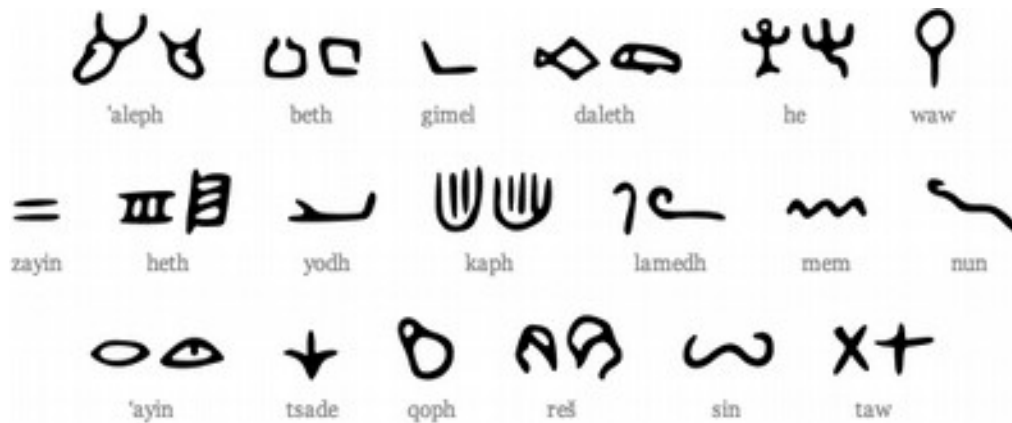 'aleph beth gimel daleth he waw
zayin heth yodh kaph lamedh mem nun
'ayin tsade qoph reš sin taw